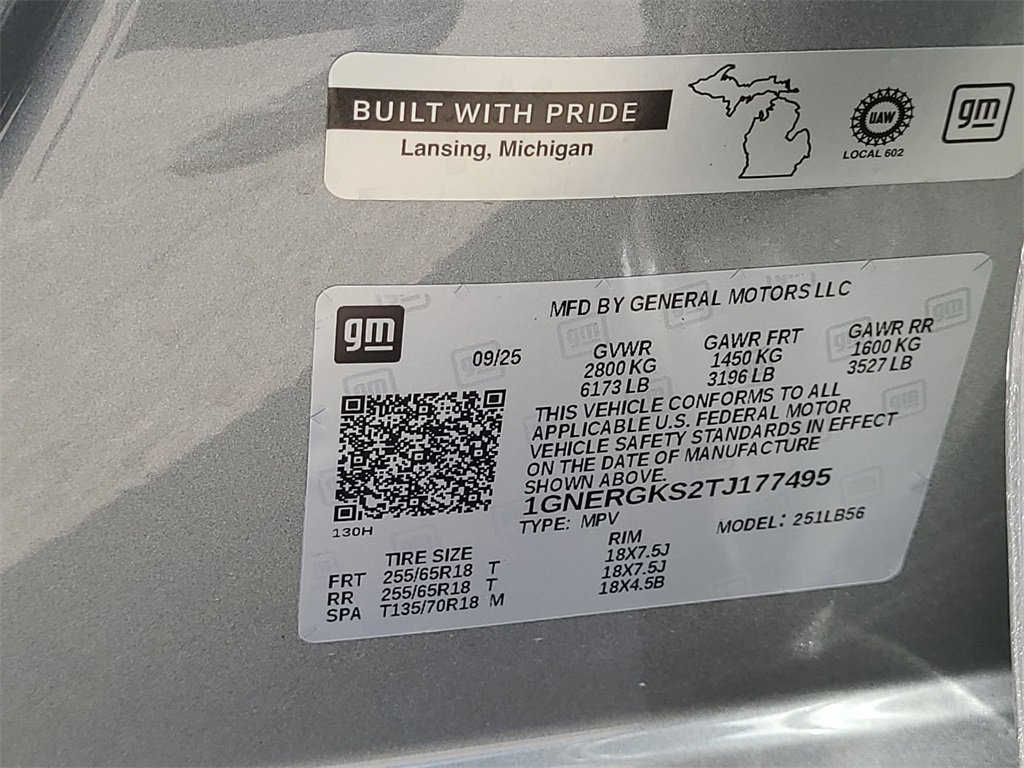 BUILT WITH PRIDE
Lansing, Michigan
UAW
LOCAL 602
gm
gm
MFD BY GENERAL MOTORS LLC
09/25
GVWR GAWR FRT GAWR RR
2800 KG 1450 KG 1600 KG
6173 LB 3196 LB 3527 LB
THIS VEHICLE CONFORMS TO ALL
APPLICABLE U.S. FEDERAL MOTOR
VEHICLE SAFETY STANDARDS IN EFFECT
ON THE DATE OF MANUFACTURE
SHOWN ABOVE.
1GNERGKS2TJ177495
TYPE: MPV MODEL: 251LB56
130H
TIRE SIZE RIM
FRT 255/65R18 T 18X7.5J
RR 255/65R18 T 18X7.5J
SPA T135/70R18 M 18X4.5B